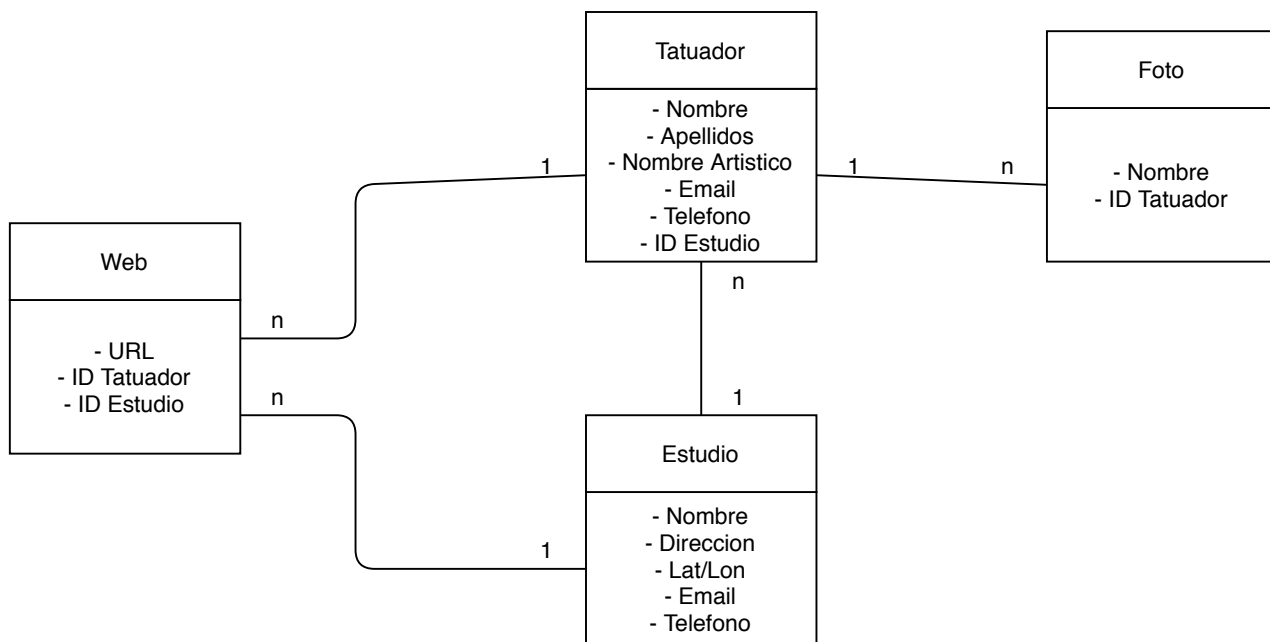 Tatuador
- Nombre
- Apellidos
- Nombre Artistico
- Email
- Telefono
- ID Estudio
Foto
- Nombre
- ID Tatuador
1
1
n
Web
- URL
- ID Tatuador
- ID Estudio
n
n
n
1
1
Estudio
- Nombre
- Direccion
- Lat/Lon
- Email
- Telefono